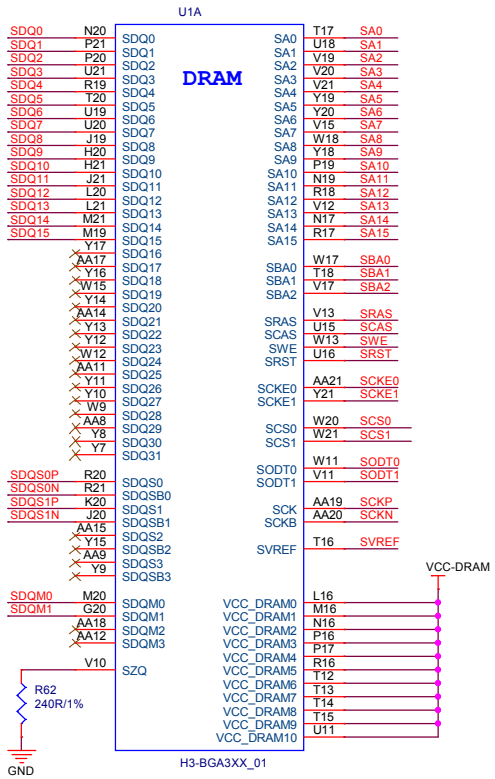 U1A
DRAM
SDQ0 N20 SDQ0 SA0 T17 SA0
SDQ1 P21 SDQ1 SA1 U18 SA1
SDQ2 P20 SDQ2 SA2 V19 SA2
SDQ3 U21 SDQ3 SA3 V20 SA3
SDQ4 R19 SDQ4 SA4 V21 SA4
SDQ5 T20 SDQ5 SA5 Y19 SA5
SDQ6 U19 SDQ6 SA6 Y20 SA6
SDQ7 U20 SDQ7 SA7 V15 SA7
SDQ8 J19 SDQ8 SA8 W18 SA8
SDQ9 H20 SDQ9 SA9 Y18 SA9
SDQ10 H21 SDQ10 SA10 P19 SA10
SDQ11 J21 SDQ11 SA11 N19 SA11
SDQ12 L20 SDQ12 SA12 R18 SA12
SDQ13 L21 SDQ13 SA13 V12 SA13
SDQ14 M21 SDQ14 SA14 N17 SA14
SDQ15 M19 SDQ15 SA15 R17 SA15
Y17 SDQ16
AA17 SDQ17 SBA0 W17 SBA0
Y16 SDQ18 SBA1 T18 SBA1
W15 SDQ19 SBA2 V17 SBA2
Y14 SDQ20
AA14 SDQ21 SRAS V13 SRAS
Y13 SDQ22 SCAS U15 SCAS
Y12 SDQ23 SWE W13 SWE
W12 SDQ24 SRST U16 SRST
AA11 SDQ25
Y11 SDQ26 SCKE0 AA21 SCKE0
Y10 SDQ27 SCKE1 Y21 SCKE1
W9 SDQ28
AA8 SDQ29 SCS0 W20 SCS0
Y8 SDQ30 SCS1 W21 SCS1
Y7 SDQ31
SODT0 W11 SODT0
SDQS0P R20 SDQS0 SODT1 V11 SODT1
SDQS0N R21 SDQSB0
SDQS1P K20 SDQS1 SCK AA19 SCKP
SDQS1N J20 SDQSB1 SCKB AA20 SCKN
AA15 SDQS2
Y15 SDQSB2 SVREF T16 SVREF
AA9 SDQS3
Y9 SDQSB3
VCC-DRAM
SDQM0 M20 SDQM0 VCC_DRAM0 L16
SDQM1 G20 SDQM1 VCC_DRAM1 M16
AA18 SDQM2 VCC_DRAM2 N16
AA12 SDQM3 VCC_DRAM3 P16
VCC_DRAM4 P17
V10 SZQ VCC_DRAM5 R16
VCC_DRAM6 T12
R62 VCC_DRAM7 T13
240R/1% VCC_DRAM8 T14
VCC_DRAM9 T15
VCC_DRAM10 U11
GND
H3-BGA3XX_01